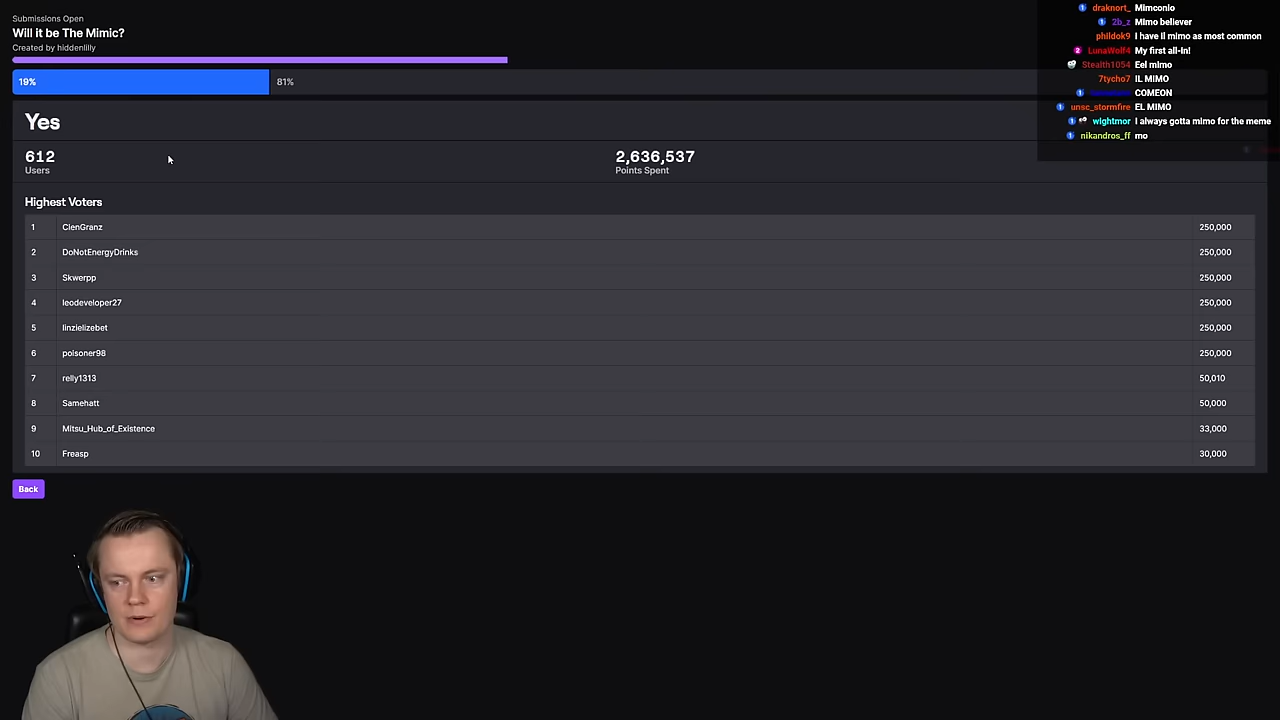 Submissions Open
Will it be The Mimic?
Created by hiddenlilly
19%
81%
Yes
612
Users
2,636,537
Points Spent
Highest Voters
1 CienGranz 250,000
2 DoNotEnergyDrinks 250,000
3 Skwerpp 250,000
4 leodeveloper27 250,000
5 linzielizebet 250,000
6 poisoner98 250,000
7 relly1313 50,010
8 Samehatt 50,000
9 Mitsu_Hub_of_Existence 33,000
10 Freasp 30,000
Back
draknort_ Mimconio
2b_z Mimo believer
phildok9 I have il mimo as most common
LunaWolf4 My first all-in!
Stealth1054 Eel mimo
7tycho7 IL MIMO
COMEON
unsc_stormfire EL MIMO
wightmor I always gotta mimo for the meme
nikandros_ff mo